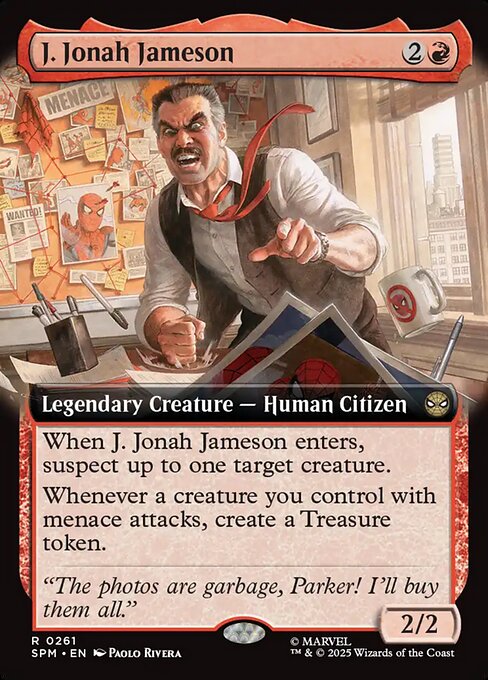 J. Jonah Jameson 2
MENACE
WANTED!
Legendary Creature — Human Citizen
When J. Jonah Jameson enters,
suspect up to one target creature.
Whenever a creature you control with
menace attacks, create a Treasure
token.
“The photos are garbage, Parker! I’ll buy
them all.”
2/2
R 0261
SPM • EN PAOLO RIVERA
© MARVEL
™ & © 2025 Wizards of the Coast